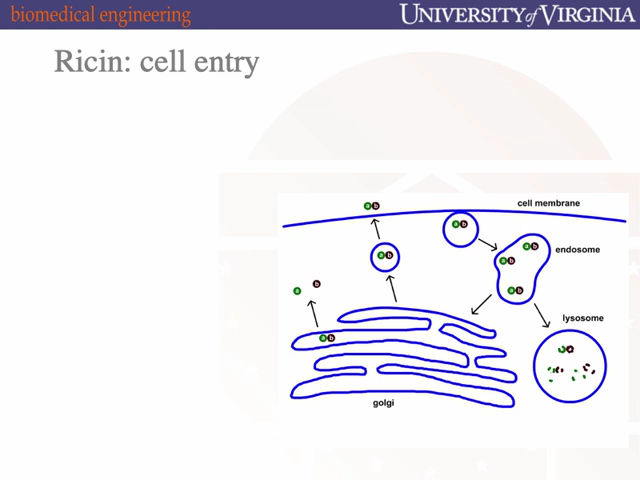 biomedical engineering
UNIVERSITY of VIRGINIA
Ricin: cell entry
a b
cell membrane
a b
a b
endosome
a b
a b
b
a
a b
lysosome
a b
golgi